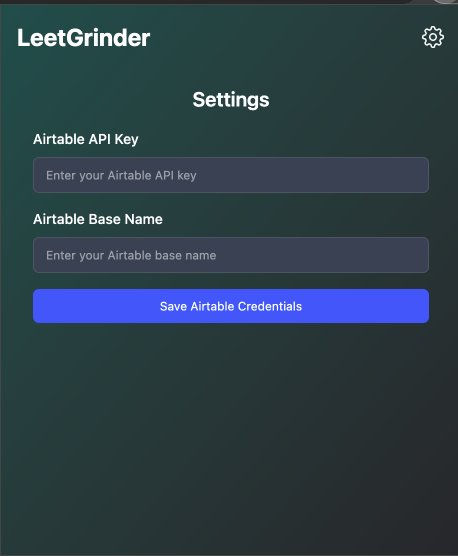 LeetGrinder
Settings
Airtable API Key
Enter your Airtable API key
Airtable Base Name
Enter your Airtable base name
Save Airtable Credentials